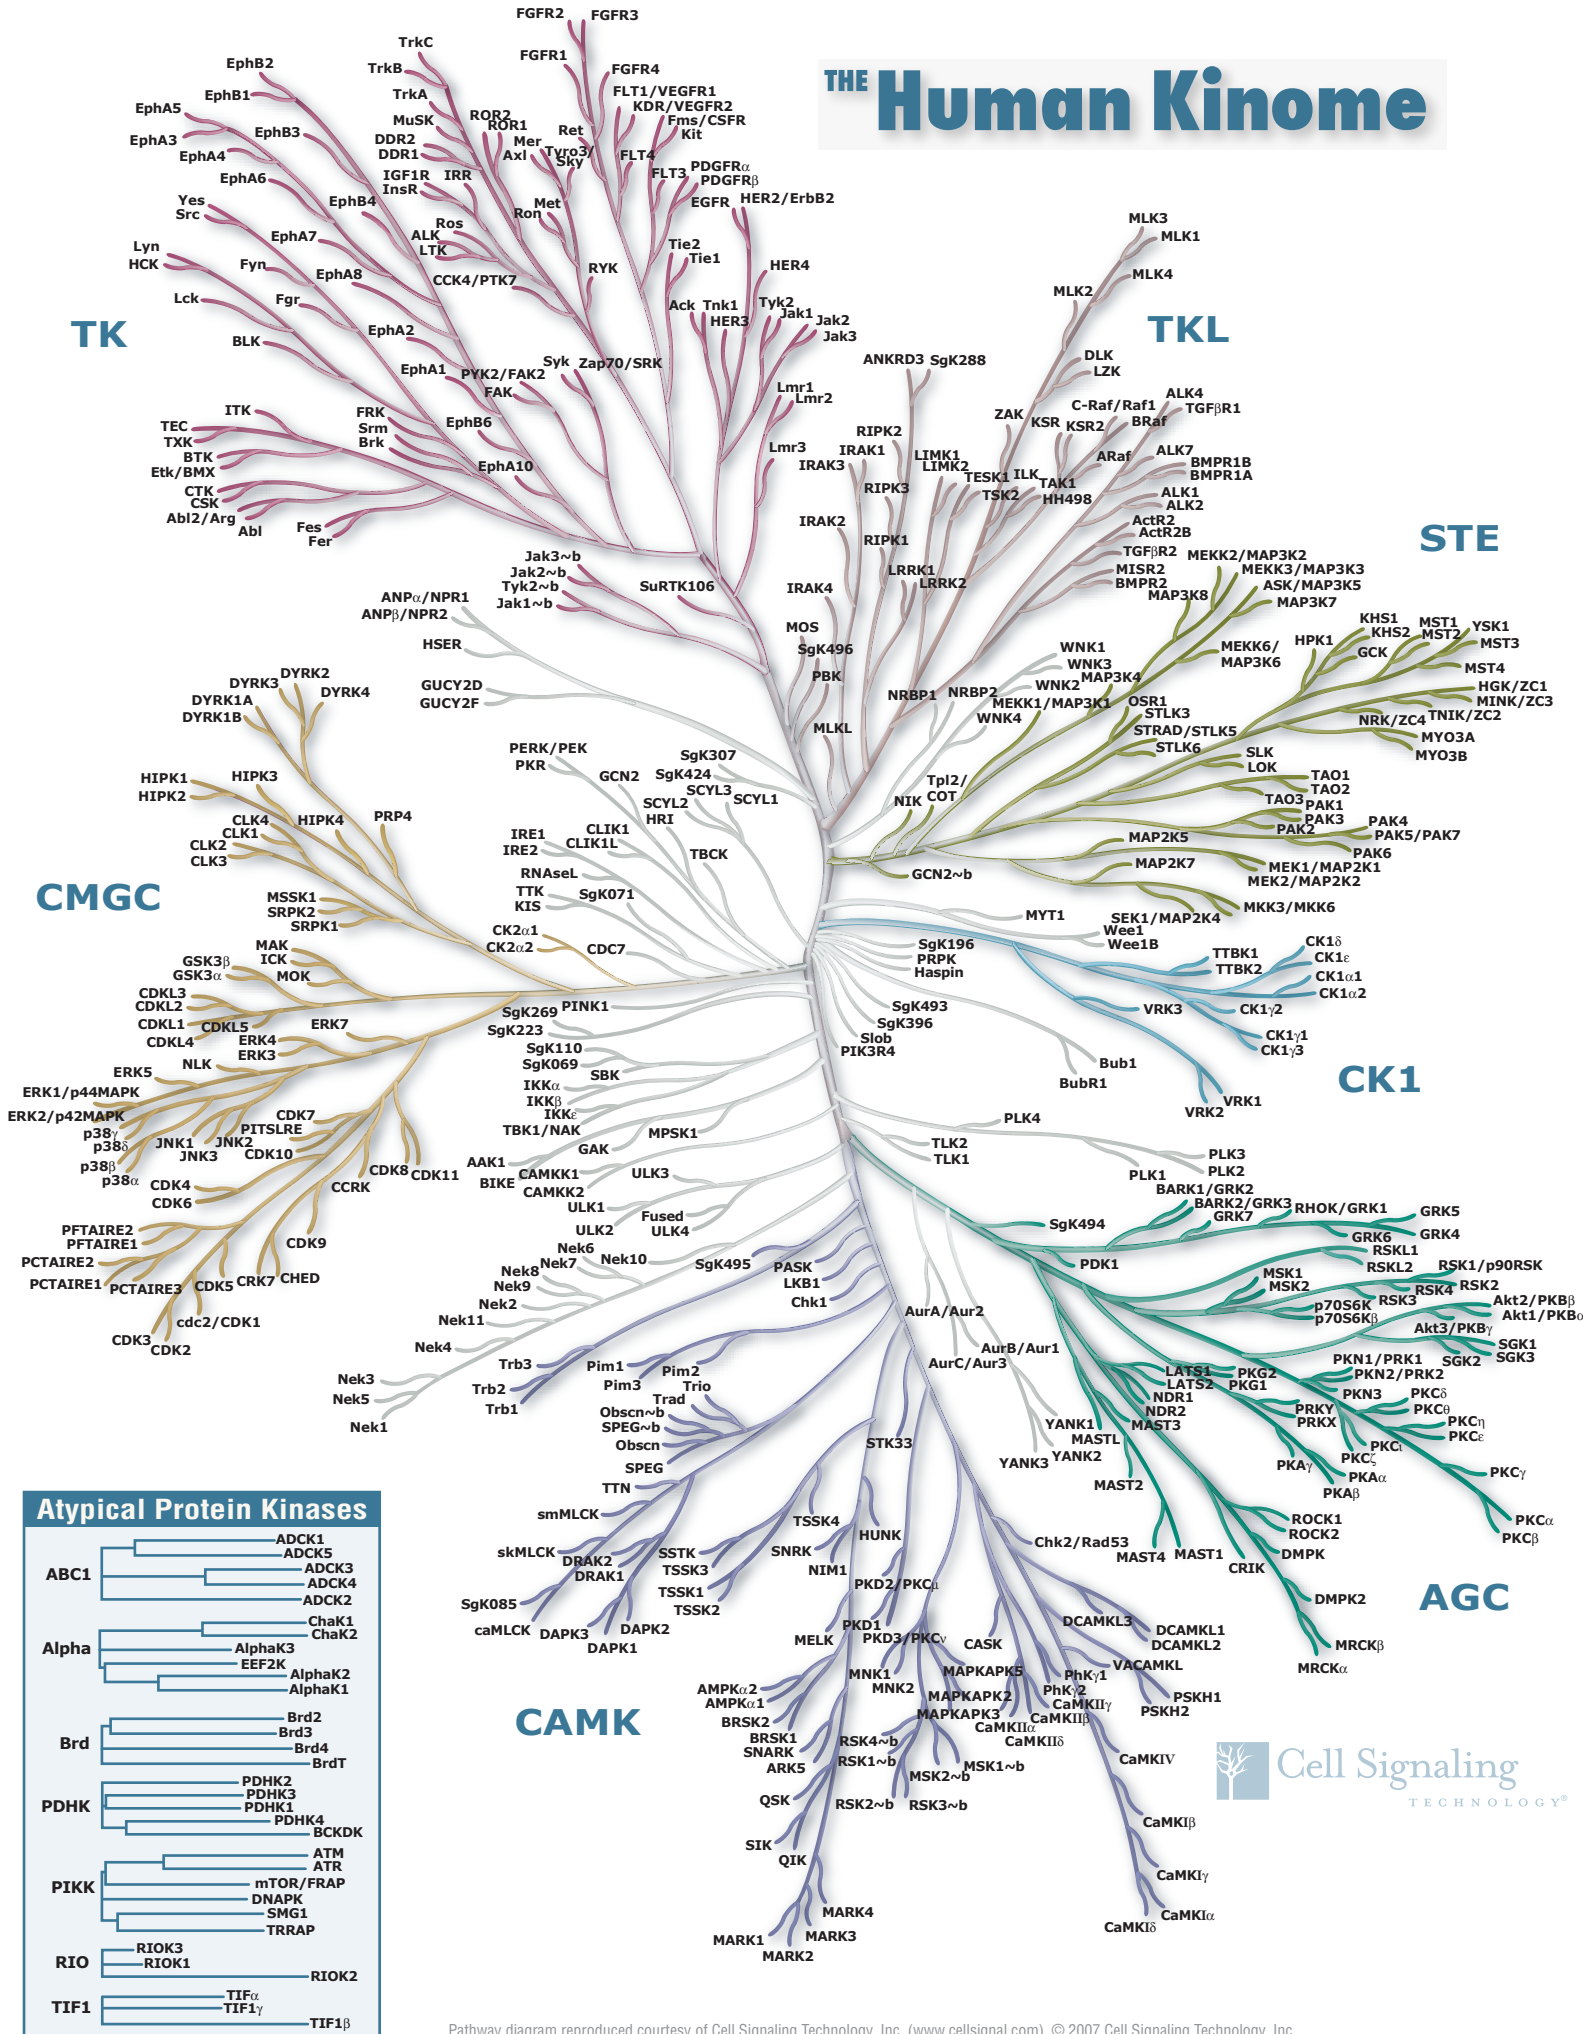 THE Human Kinome
TK
FGFR2
FGFR3
TrkC
FGFR1
EphB2
TrkB
FGFR4
EphB1
TrkA
FLT1/VEGFR1
EphA5
KDR/VEGFR2
MuSK
ROR2
ROR1
Fms/CSFR
EphA3
EphB3
DDR2
Ret
Kit
DDR1
Mer
Axl
Tyro3/
Sky
FLT4
EphA4
IGF1R
IRR
InsR
FLT3
PDGFRα
PDGFRβ
EphA6
EGFR
HER2/ErbB2
Yes
Src
EphB4
Met
Ron
EphA7
Ros
ALK
LTK
Tie2
Tie1
Lyn
HCK
Fyn
EphA8
CCK4/PTK7
RYK
HER4
Lck
Fgr
Ack
Tnk1
HER3
Tyk2
Jak1
Jak2
Jak3
BLK
EphA2
EphA1
PYK2/FAK2
FAK
Syk
Zap70/SRK
Lmr1
Lmr2
ITK
FRK
Srm
Brk
EphB6
TEC
TXK
BTK
Etk/BMX
EphA10
Lmr3
CTK
CSK
Abl2/Arg
Abl
Fes
Fer
Jak3~b
Jak2~b
Tyk2~b
Jak1~b
SuRTK106
TKL
MLK3
MLK1
MLK4
MLK2
DLK
LZK
ANKRD3
SgK288
ZAK
KSR
KSR2
C-Raf/Raf1
BRaf
ARaf
ALK4
TGFβR1
RIPK2
IRAK1
IRAK3
LIMK1
LIMK2
TESK1
TSK2
ILK
TAK1
HH498
ALK7
BMPR1B
BMPR1A
RIPK3
ALK1
ALK2
IRAK2
RIPK1
ActR2
ActR2B
TGFβR2
MISR2
BMPR2
LRRK1
LRRK2
IRAK4
MOS
SgK496
PBK
MLKL
NRBP1
NRBP2
WNK1
WNK3
WNK2
WNK4
STE
MEKK2/MAP3K2
MEKK3/MAP3K3
ASK/MAP3K5
MAP3K8
MAP3K7
MEKK6/
MAP3K6
MAP3K4
MEKK1/MAP3K1
OSR1
STLK3
STRAD/STLK5
STLK6
HPK1
KHS1
KHS2
GCK
MST1
MST2
YSK1
MST3
MST4
HGK/ZC1
MINK/ZC3
TNIK/ZC2
NRK/ZC4
MYO3A
MYO3B
SLK
LOK
TAO1
TAO2
TAO3
PAK1
PAK3
PAK2
PAK4
PAK5/PAK7
PAK6
Tpl2/
COT
NIK
MAP2K5
MAP2K7
MEK1/MAP2K1
MEK2/MAP2K2
GCN2~b
SEK1/MAP2K4
MKK3/MKK6
ANPα/NPR1
ANPβ/NPR2
HSER
GUCY2D
GUCY2F
PERK/PEK
PKR
GCN2
SgK307
SgK424
SCYL3
SCYL2
SCYL1
HRI
IRE1
IRE2
CLIK1
CLIK1L
TBCK
RNAseL
TTK
KIS
SgK071
CK2α1
CK2α2
CDC7
PINK1
MYT1
Wee1
Wee1B
SgK196
PRPK
Haspin
SgK493
SgK396
Slob
PIK3R4
Bub1
BubR1
CK1
TTBK1
TTBK2
CK1δ
CK1ε
CK1α1
CK1α2
VRK3
CK1γ2
CK1γ1
CK1γ3
VRK2
VRK1
CMGC
DYRK2
DYRK3
DYRK4
DYRK1A
DYRK1B
HIPK1
HIPK3
HIPK2
CLK4
HIPK4
PRP4
CLK1
CLK2
CLK3
MSSK1
SRPK2
SRPK1
MAK
ICK
MOK
GSK3β
GSK3α
CDKL3
CDKL2
CDKL1
CDKL5
CDKL4
ERK7
ERK4
ERK3
NLK
ERK5
ERK1/p44MAPK
ERK2/p42MAPK
p38γ
p38δ
p38β
p38α
JNK1
JNK2
JNK3
CDK7
PITSLRE
CDK10
CDK4
CDK6
CCRK
CDK8
CDK11
PFTAIRE2
PFTAIRE1
PCTAIRE2
PCTAIRE1
PCTAIRE3
CDK5
CRK7
CHED
CDK9
cdc2/CDK1
CDK3
CDK2
SgK269
SgK223
SgK110
SgK069
SBK
IKKα
IKKβ
IKKε
TBK1/NAK
MPSK1
GAK
AAK1
BIKE
CAMKK1
CAMKK2
ULK3
ULK1
ULK2
Fused
ULK4
Nek6
Nek7
Nek10
Nek8
Nek9
Nek2
Nek11
Nek4
Nek3
Nek5
Nek1
PLK4
TLK2
TLK1
PLK3
PLK2
PLK1
AurA/Aur2
AurB/Aur1
AurC/Aur3
YANK1
YANK2
YANK3
AGC
SgK494
BARK1/GRK2
BARK2/GRK3
GRK7
RHOK/GRK1
GRK5
GRK6
GRK4
PDK1
RSKL1
RSKL2
MSK1
MSK2
RSK1/p90RSK
RSK2
RSK4
RSK3
p70S6K
p70S6Kβ
Akt2/PKBβ
Akt1/PKBα
Akt3/PKBγ
SGK1
SGK2
SGK3
LATS1
LATS2
NDR1
NDR2
MAST3
MASTL
PKG2
PKG1
PKN1/PRK1
PKN2/PRK2
PKN3
PRKY
PRKX
PKCδ
PKCθ
PKCη
PKCε
PKCι
PKCζ
PKAγ
PKAα
PKAβ
PKCγ
PKCα
PKCβ
MAST2
MAST4
MAST1
ROCK1
ROCK2
DMPK
CRIK
DMPK2
MRCKβ
MRCKα
CAMK
SgK495
PASK
LKB1
Chk1
Trb3
Trb2
Trb1
Pim1
Pim2
Pim3
Trio
Trad
Obscn~b
SPEG~b
Obscn
SPEG
STK33
TTN
smMLCK
skMLCK
DRAK2
DRAK1
SgK085
caMLCK
DAPK3
DAPK2
DAPK1
SSTK
TSSK3
TSSK1
TSSK2
TSSK4
HUNK
SNRK
NIM1
Chk2/Rad53
PKD2/PKCμ
PKD1
PKD3/PKCν
MELK
MNK1
MNK2
CASK
DCAMKL3
DCAMKL1
DCAMKL2
VACAMKL
MAPKAPK5
MAPKAPK2
MAPKAPK3
PhKγ1
PhKγ2
CaMKIIγ
CaMKIIβ
CaMKIIα
CaMKIIδ
PSKH1
PSKH2
AMPKα2
AMPKα1
BRSK2
BRSK1
SNARK
ARK5
RSK4~b
RSK1~b
MSK1~b
MSK2~b
RSK2~b
RSK3~b
QSK
SIK
QIK
CaMKIV
CaMKIβ
CaMKIγ
CaMKIα
CaMKIδ
MARK4
MARK3
MARK1
MARK2
Atypical Protein Kinases
ABC1
ADCK1
ADCK5
ADCK3
ADCK4
ADCK2
Alpha
ChaK1
ChaK2
AlphaK3
EEF2K
AlphaK2
AlphaK1
Brd
Brd2
Brd3
Brd4
BrdT
PDHK
PDHK2
PDHK3
PDHK1
PDHK4
BCKDK
PIKK
ATM
ATR
mTOR/FRAP
DNAPK
SMG1
TRRAP
RIO
RIOK3
RIOK1
RIOK2
TIF1
TIFα
TIF1γ
TIF1β
Cell Signaling
TECHNOLOGY®
Pathway diagram reproduced courtesy of Cell Signaling Technology, Inc. (www.cellsignal.com). © 2007 Cell Signaling Technology, Inc.